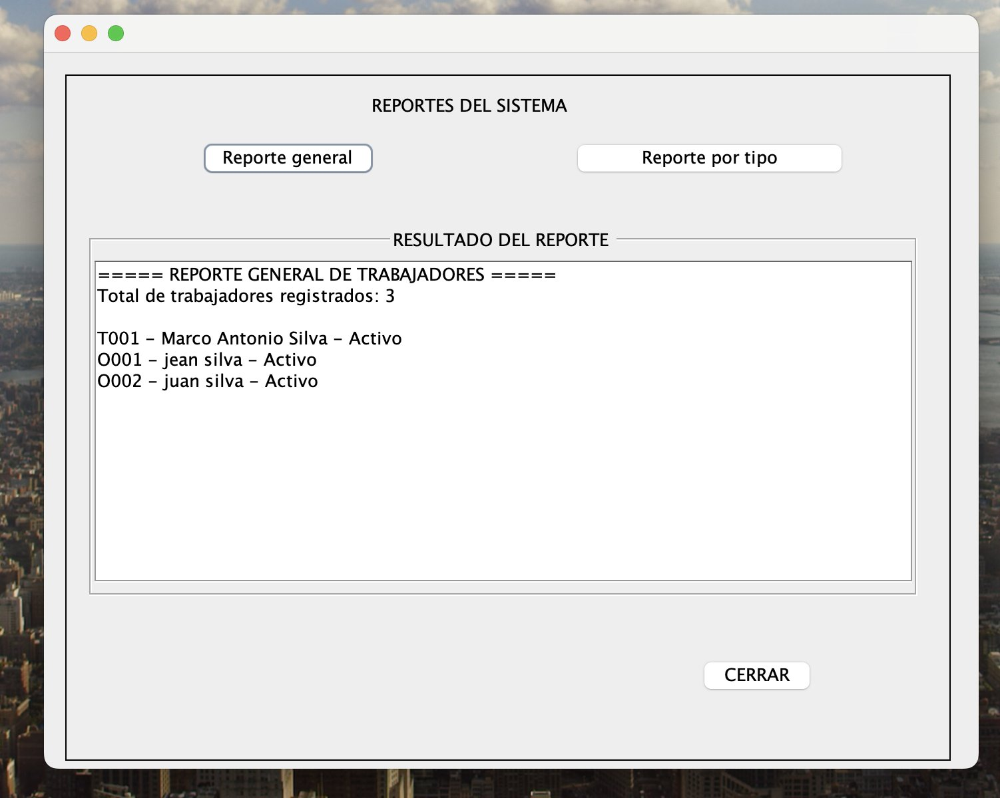 REPORTES DEL SISTEMA
Reporte general
Reporte por tipo
RESULTADO DEL REPORTE
===== REPORTE GENERAL DE TRABAJADORES =====
Total de trabajadores registrados: 3
T001 - Marco Antonio Silva - Activo
O001 - jean silva - Activo
O002 - juan silva - Activo
CERRAR